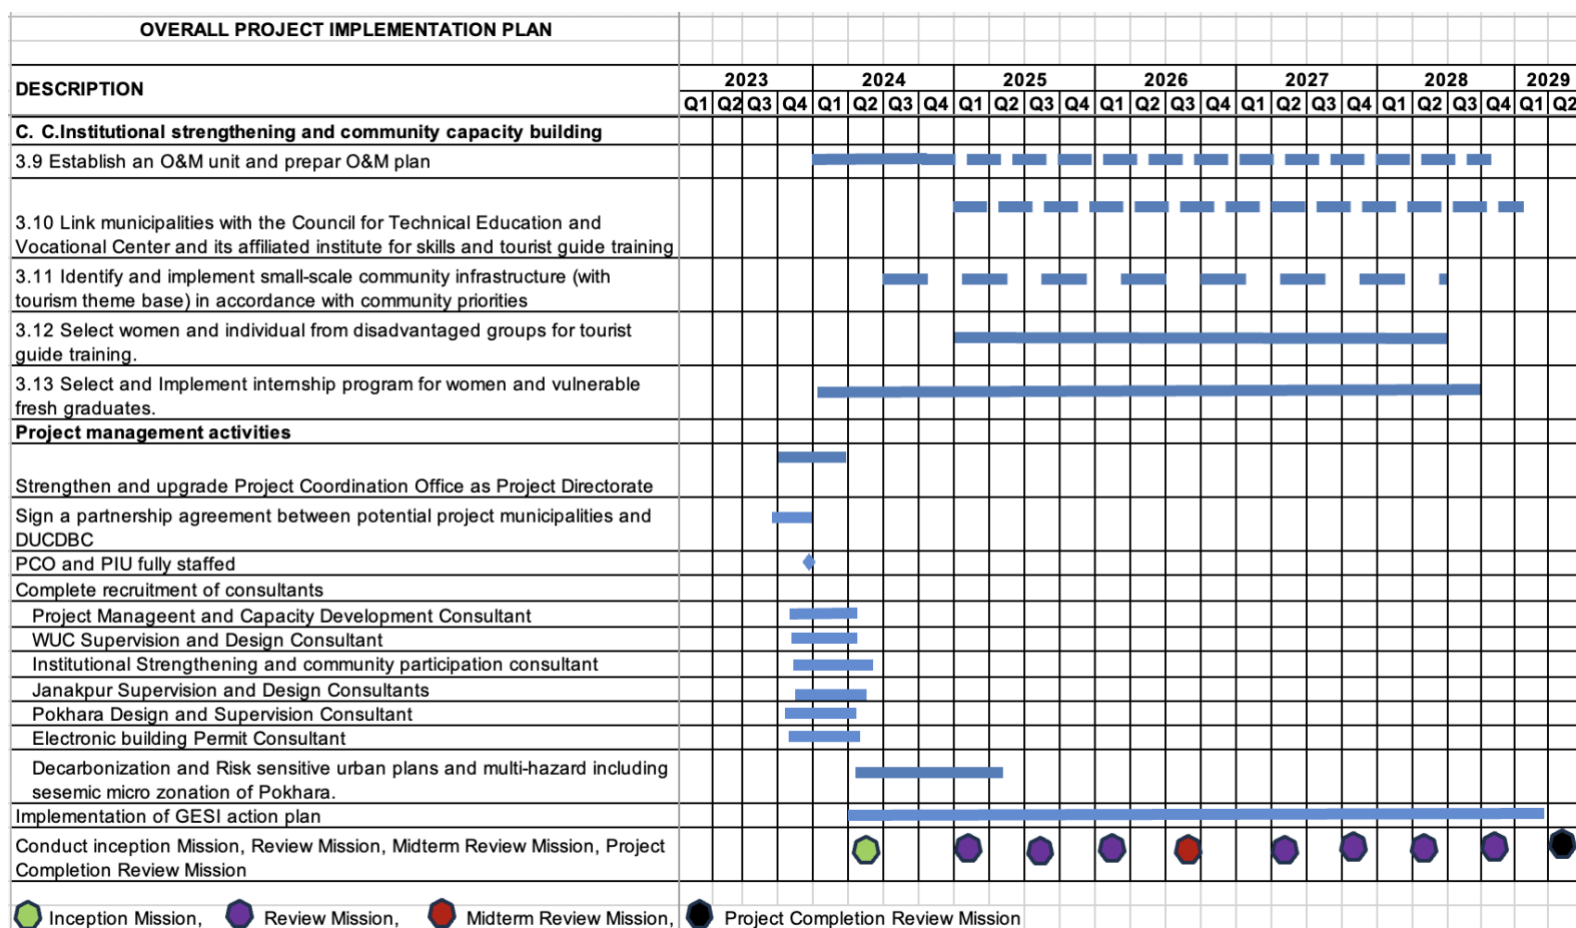 OVERALL PROJECT IMPLEMENTATION PLAN
DESCRIPTION
2023 2024 2025 2026 2027 2028 2029
Q1 Q2 Q3 Q4 Q1 Q2 Q3 Q4 Q1 Q2 Q3 Q4 Q1 Q2 Q3 Q4 Q1 Q2 Q3 Q4 Q1 Q2 Q3 Q4 Q1 Q2
C. C.Institutional strengthening and community capacity building
3.9 Establish an O&M unit and prepar O&M plan
3.10 Link municipalities with the Council for Technical Education and
Vocational Center and its affiliated institute for skills and tourist guide training
3.11 Identify and implement small-scale community infrastructure (with
tourism theme base) in accordance with community priorities
3.12 Select women and individual from disadvantaged groups for tourist
guide training.
3.13 Select and Implement internship program for women and vulnerable
fresh graduates.
Project management activities
Strengthen and upgrade Project Coordination Office as Project Directorate
Sign a partnership agreement between potential project municipalities and
DUCDBC
PCO and PIU fully staffed
Complete recruitment of consultants
Project Manageent and Capacity Development Consultant
WUC Supervision and Design Consultant
Institutional Strengthening and community participation consultant
Janakpur Supervision and Design Consultants
Pokhara Design and Supervision Consultant
Electronic building Permit Consultant
Decarbonization and Risk sensitive urban plans and multi-hazard including
sesemic micro zonation of Pokhara.
Implementation of GESI action plan
Conduct inception Mission, Review Mission, Midterm Review Mission, Project
Completion Review Mission
Inception Mission, Review Mission, Midterm Review Mission, Project Completion Review Mission